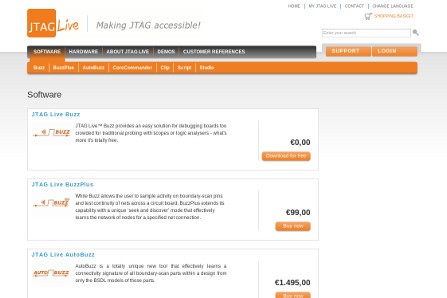 HOME | MY JTAG LIVE | CONTACT | CHANGE LANGUAGE
SHOPPING BASKET
JTAG Live
Making JTAG accessible!
Enter your search
SOFTWARE HARDWARE ABOUT JTAG LIVE DEMOS CUSTOMER REFERENCES
SUPPORT LOGIN
Buzz BuzzPlus AutoBuzz CoreCommander Clip Script Studio
Software
JTAG Live Buzz
BUZZ
JTAG Live™ Buzz provides an easy solution for debugging boards too
crowded for traditional probing with scopes or logic analysers - what's
more it's totally free.
€0,00
Download for free
JTAG Live BuzzPlus
BUZZ
While Buzz allows the user to sample activity on boundary-scan pins
and test continuity of nets across a circuit board, BuzzPlus extends its
capability with a unique 'seek and discover' mode that effectively
learns the network of nodes for a specified net connection.
€99,00
Buy now
JTAG Live AutoBuzz
AUTOBUZZ
AutoBuzz is a totally unique new tool that effectively learns a
connectivity signature of all boundary-scan parts within a design from
only the BSDL models of these parts.
€1.495,00
Buy now